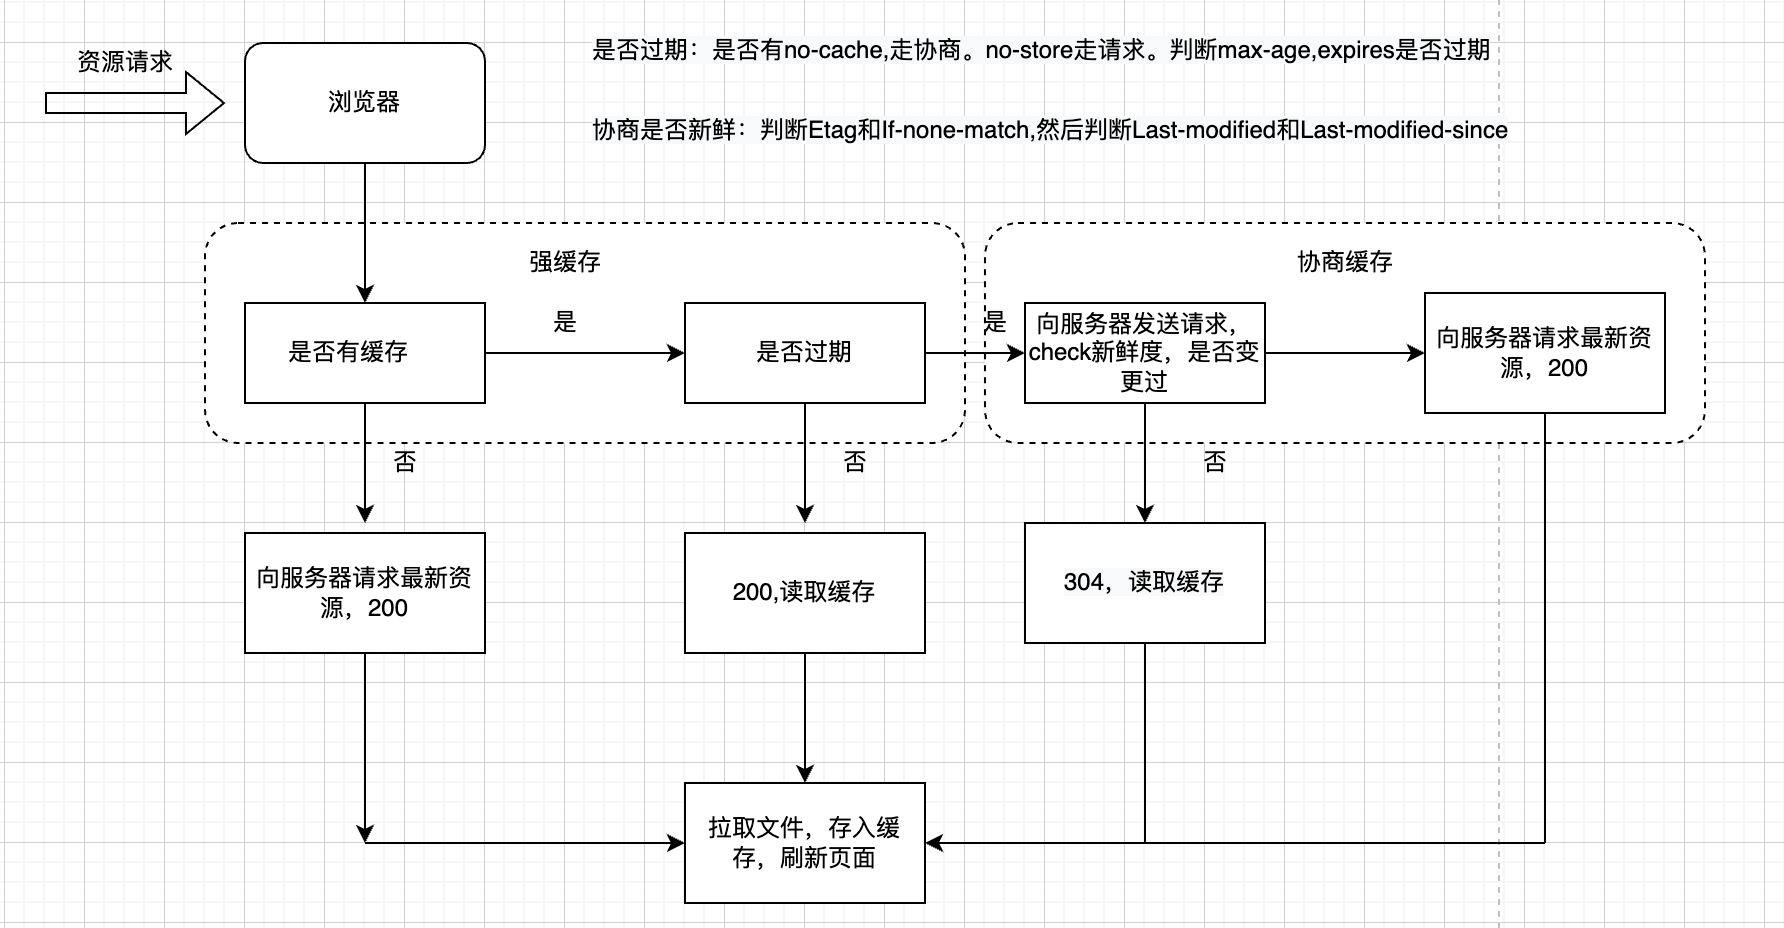 资源请求
浏览器
是否过期：是否有no-cache,走协商。no-store走请求。判断max-age,expires是否过期
协商是否新鲜：判断Etag和If-none-match,然后判断Last-modified和Last-modified-since
强缓存
协商缓存
是否有缓存
是
是否过期
是
向服务器发送请求，
check新鲜度，是否变
更过
向服务器请求最新资
源，200
否
否
否
向服务器请求最新资
源，200
200,读取缓存
304，读取缓存
拉取文件，存入缓
存，刷新页面